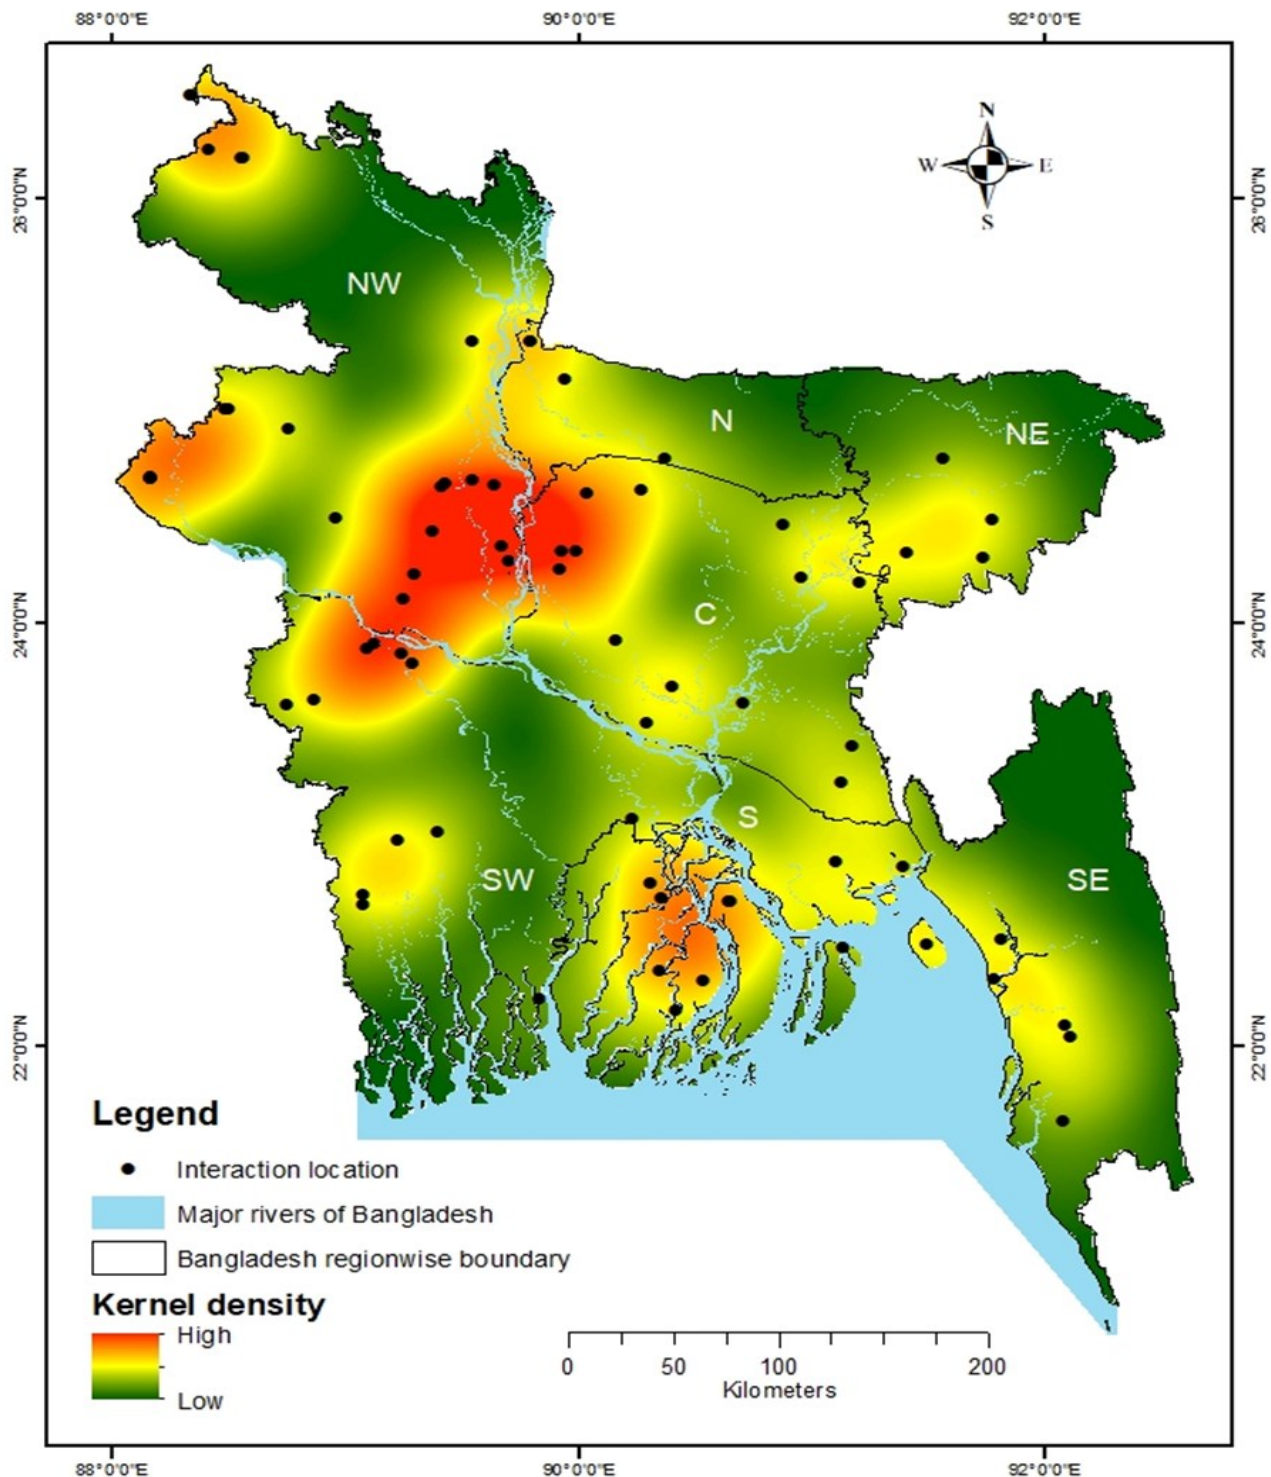 88°0'0"E 90°0'0"E 92°0'0"E
N
W E
S
26°0'0"N 26°0'0"N
NW
N
NE
24°0'0"N 24°0'0"N
C
S
SW
SE
22°0'0"N 22°0'0"N
Legend
Interaction location
Major rivers of Bangladesh
Bangladesh regionwise boundary
Kernel density
High
Low
0 50 100 200
Kilometers
88°0'0"E 90°0'0"E 92°0'0"E